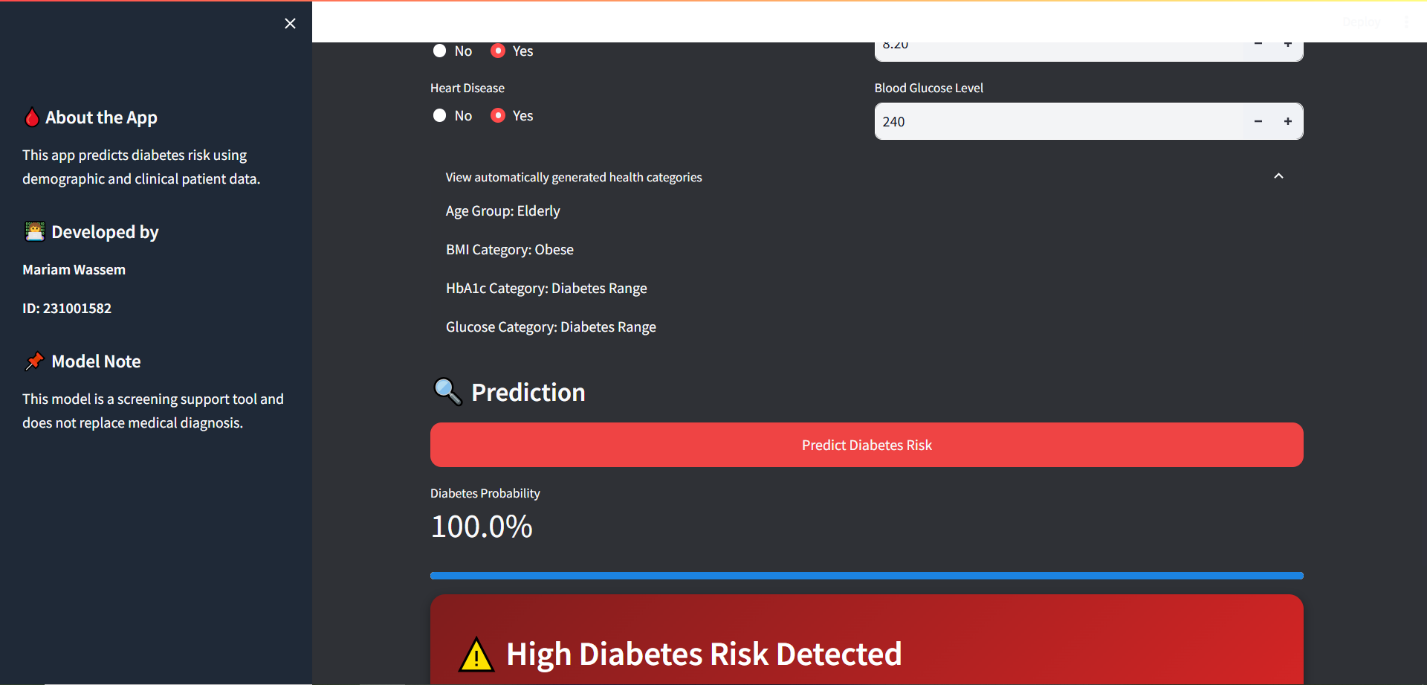 About the App
This app predicts diabetes risk using
demographic and clinical patient data.
Developed by
Mariam Wassem
ID: 231001582
Model Note
This model is a screening support tool and
does not replace medical diagnosis.
No Yes
8.20
Heart Disease
No Yes
Blood Glucose Level
240
View automatically generated health categories
Age Group: Elderly
BMI Category: Obese
HbA1c Category: Diabetes Range
Glucose Category: Diabetes Range
Prediction
Predict Diabetes Risk
Diabetes Probability
100.0%
High Diabetes Risk Detected